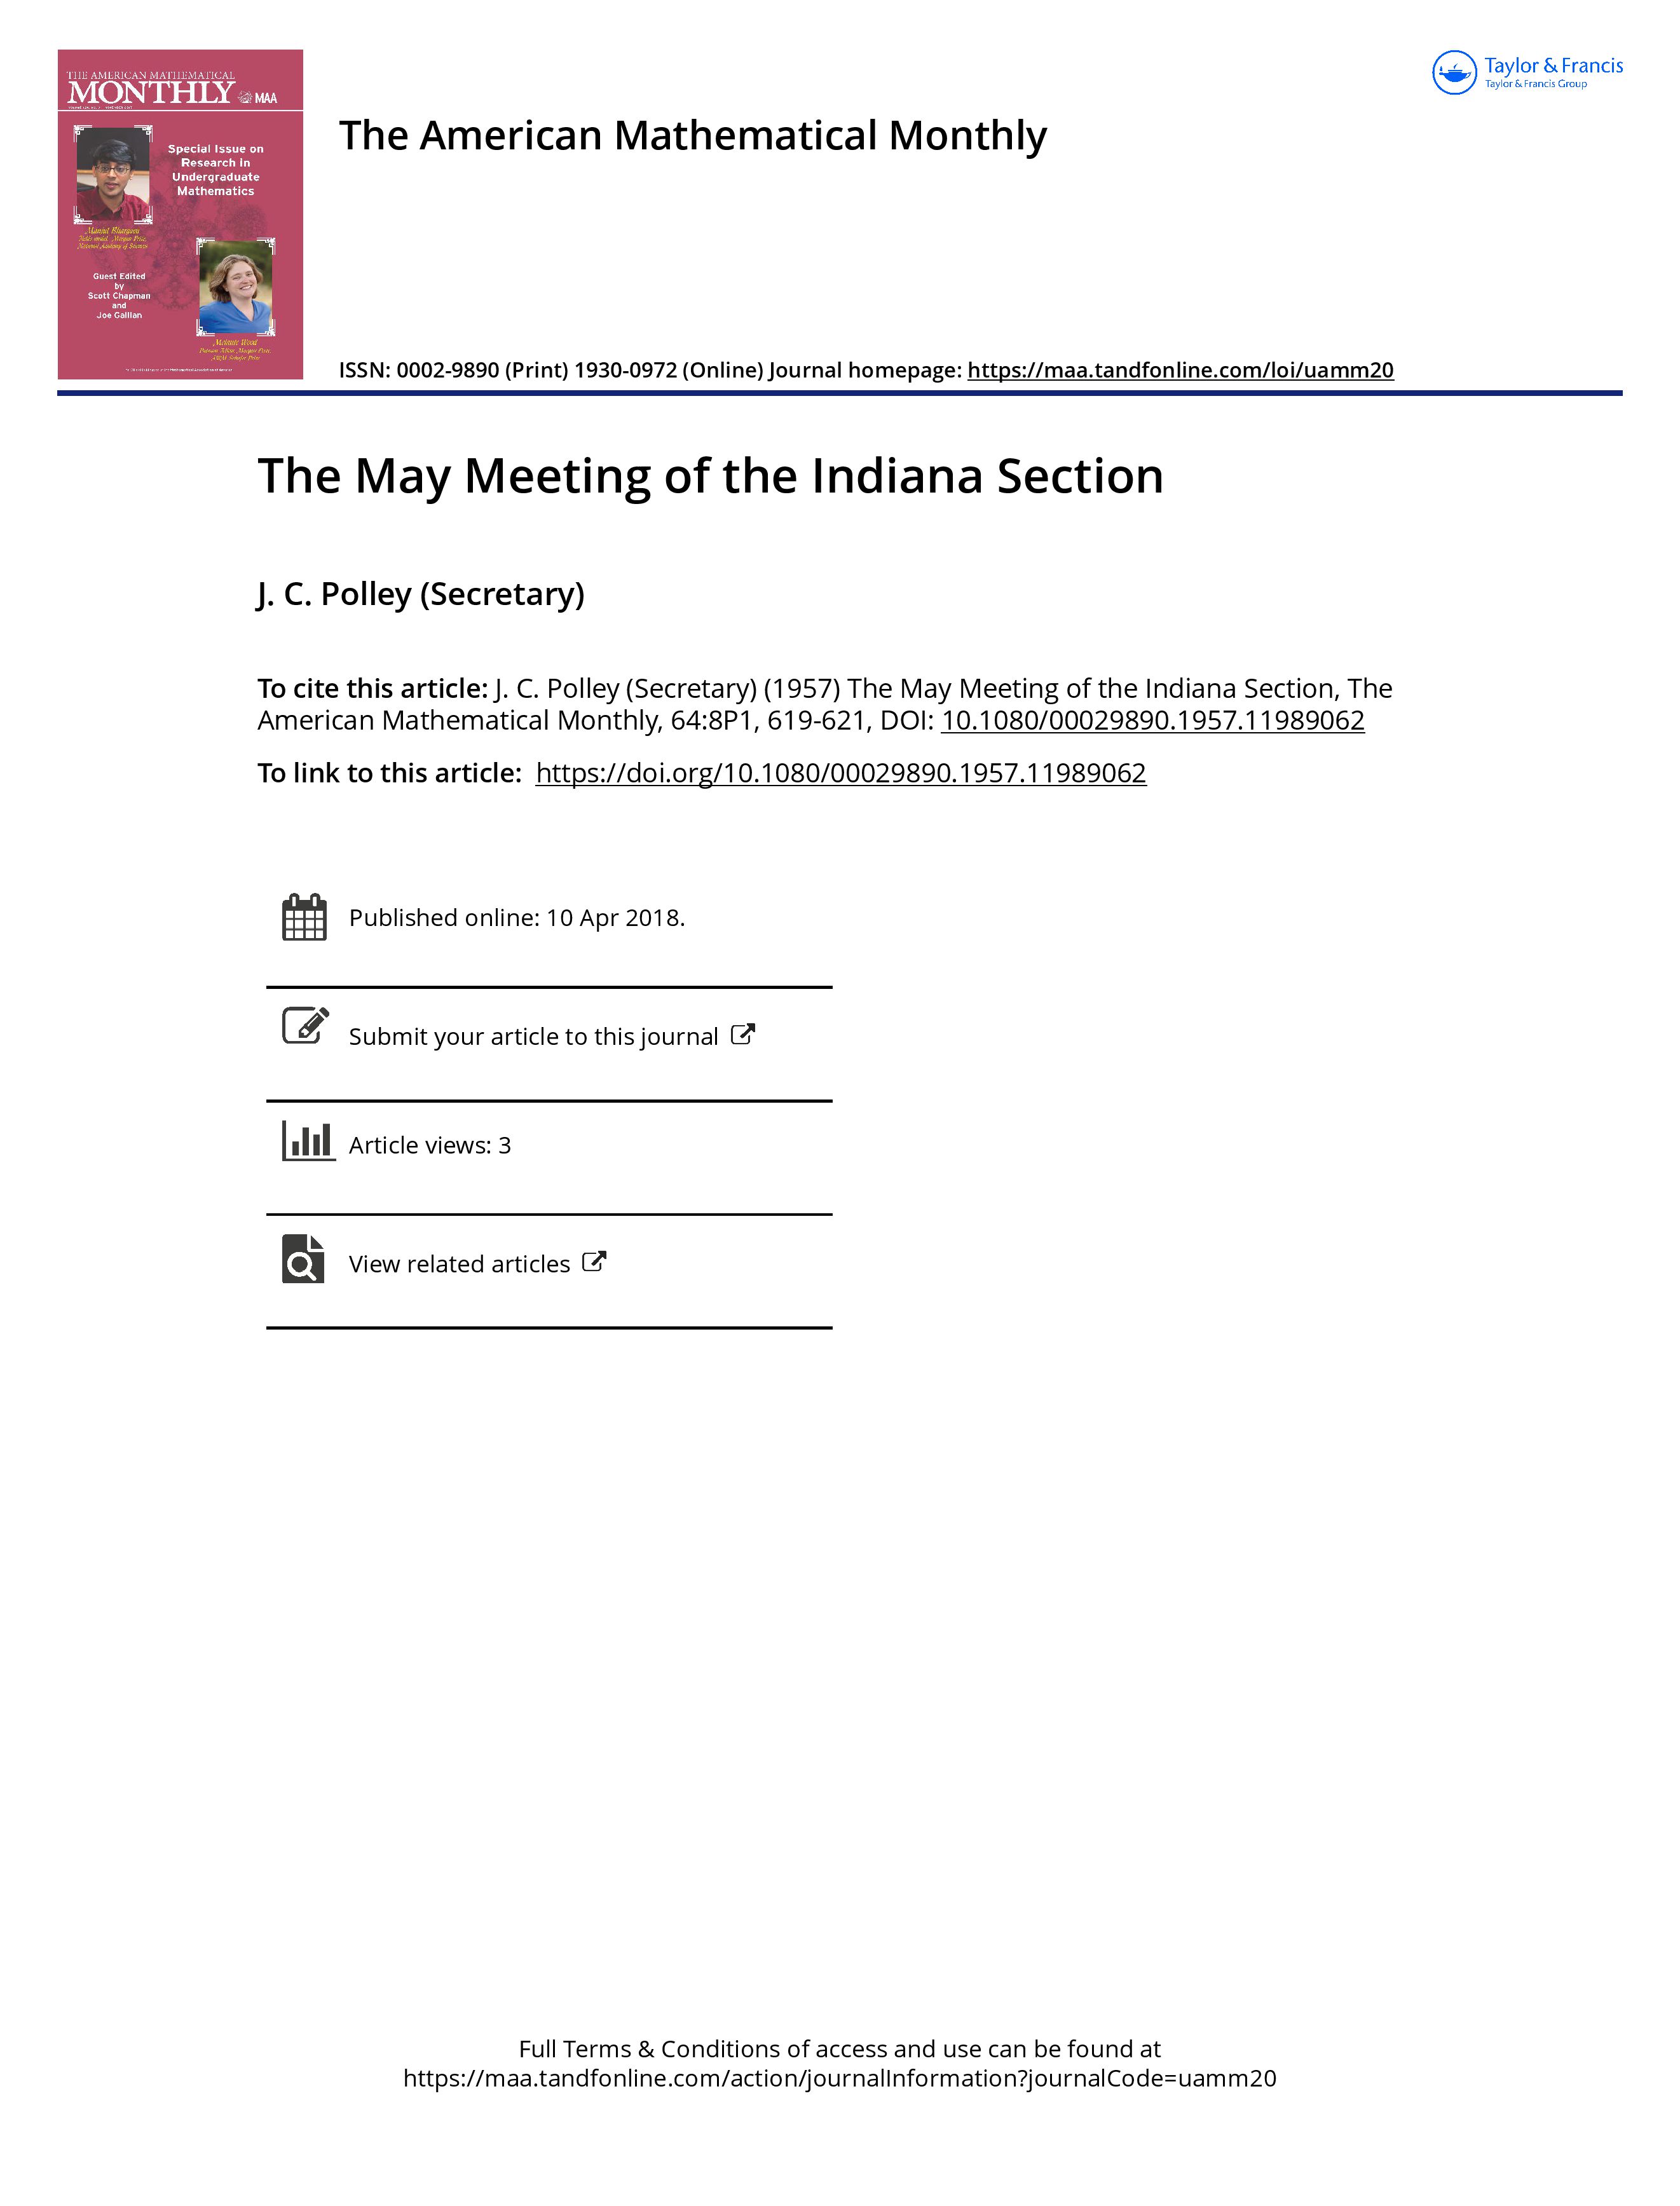 THE AMERICAN MATHEMATICAL
MONTHLY MAA
Special Issue on
Research in
Undergraduate
Mathematics
Manjul Bhargava
Guest Edited
by
Scott Chapman
and
Joe Gallian
Melanie Wood
Taylor & Francis
Taylor & Francis Group
The American Mathematical Monthly
ISSN: 0002-9890 (Print) 1930-0972 (Online) Journal homepage: https://maa.tandfonline.com/loi/uamm20
The May Meeting of the Indiana Section
J. C. Polley (Secretary)
To cite this article: J. C. Polley (Secretary) (1957) The May Meeting of the Indiana Section, The
American Mathematical Monthly, 64:8P1, 619-621, DOI: 10.1080/00029890.1957.11989062
To link to this article: https://doi.org/10.1080/00029890.1957.11989062
Published online: 10 Apr 2018.
Submit your article to this journal
Article views: 3
View related articles
Full Terms & Conditions of access and use can be found at
https://maa.tandfonline.com/action/journalInformation?journalCode=uamm20